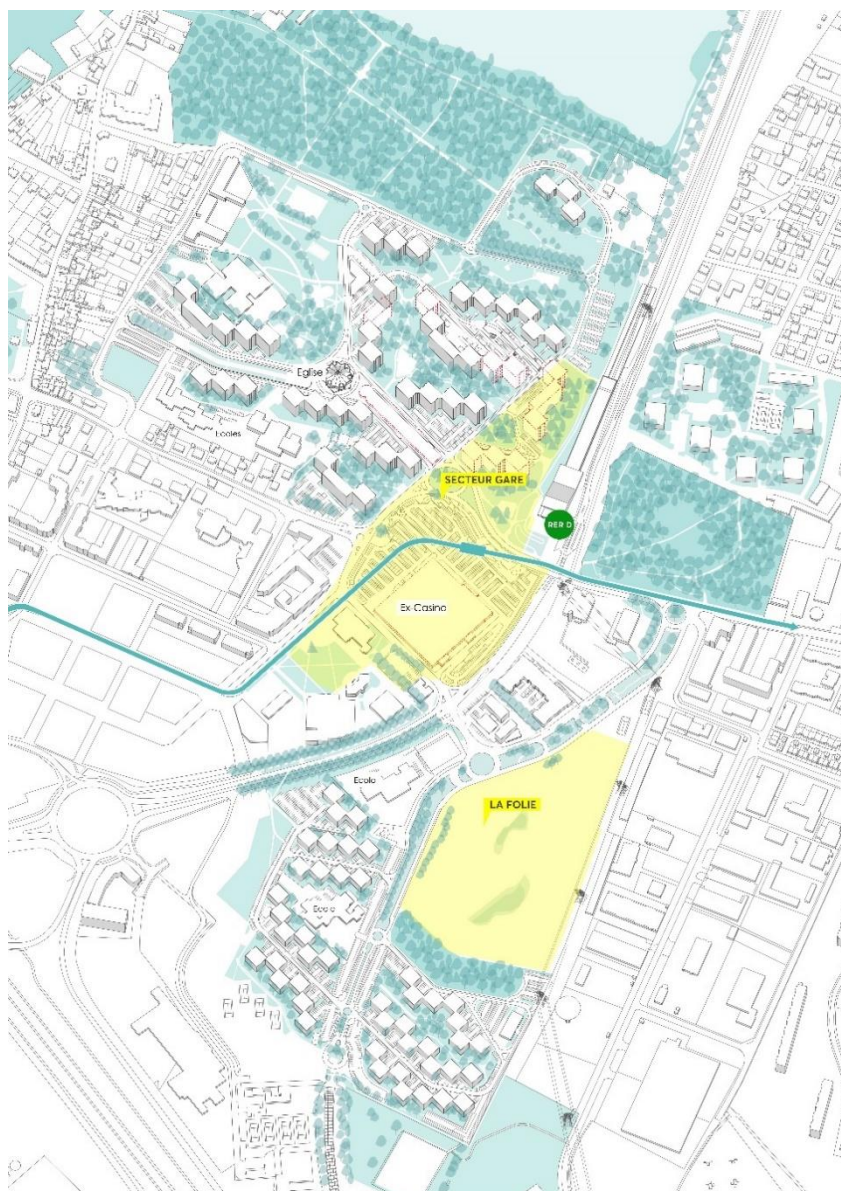 Eglise
Ecoles
SECTEUR GARE
RER D
Ex-Casino
Ecole
LA FOLIE
Ecole